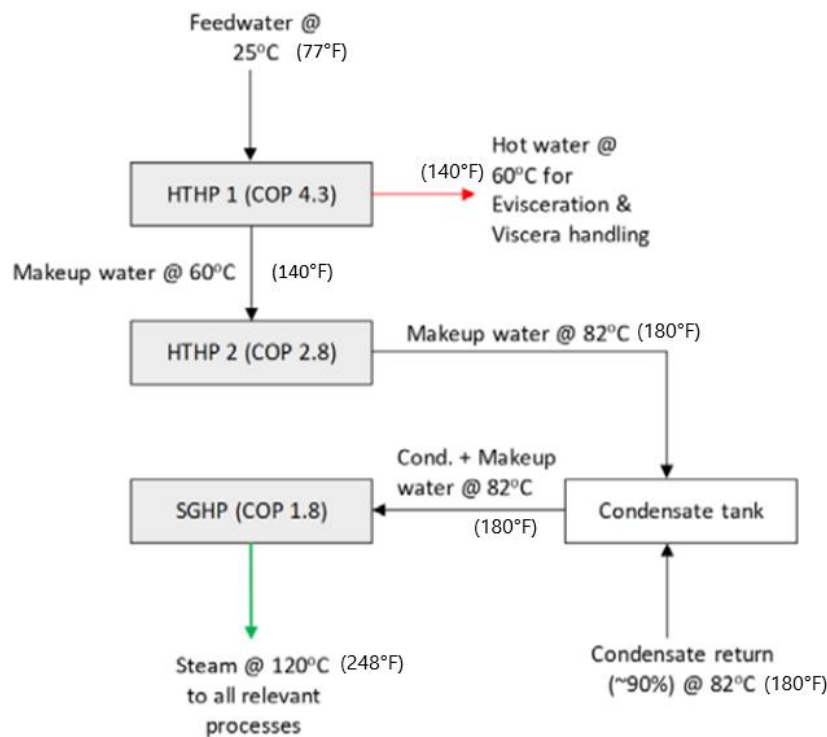 Feedwater @
25°C (77°F)
HTHP 1 (COP 4.3)
(140°F)
Hot water @
60°C for
Evisceration &
Viscera handling
Makeup water @ 60°C (140°F)
HTHP 2 (COP 2.8)
Makeup water @ 82°C (180°F)
Cond. + Makeup
water @ 82°C
(180°F)
SGHP (COP 1.8)
Condensate tank
Steam @ 120°C (248°F)
to all relevant
processes
Condensate return
(~90%) @ 82°C (180°F)